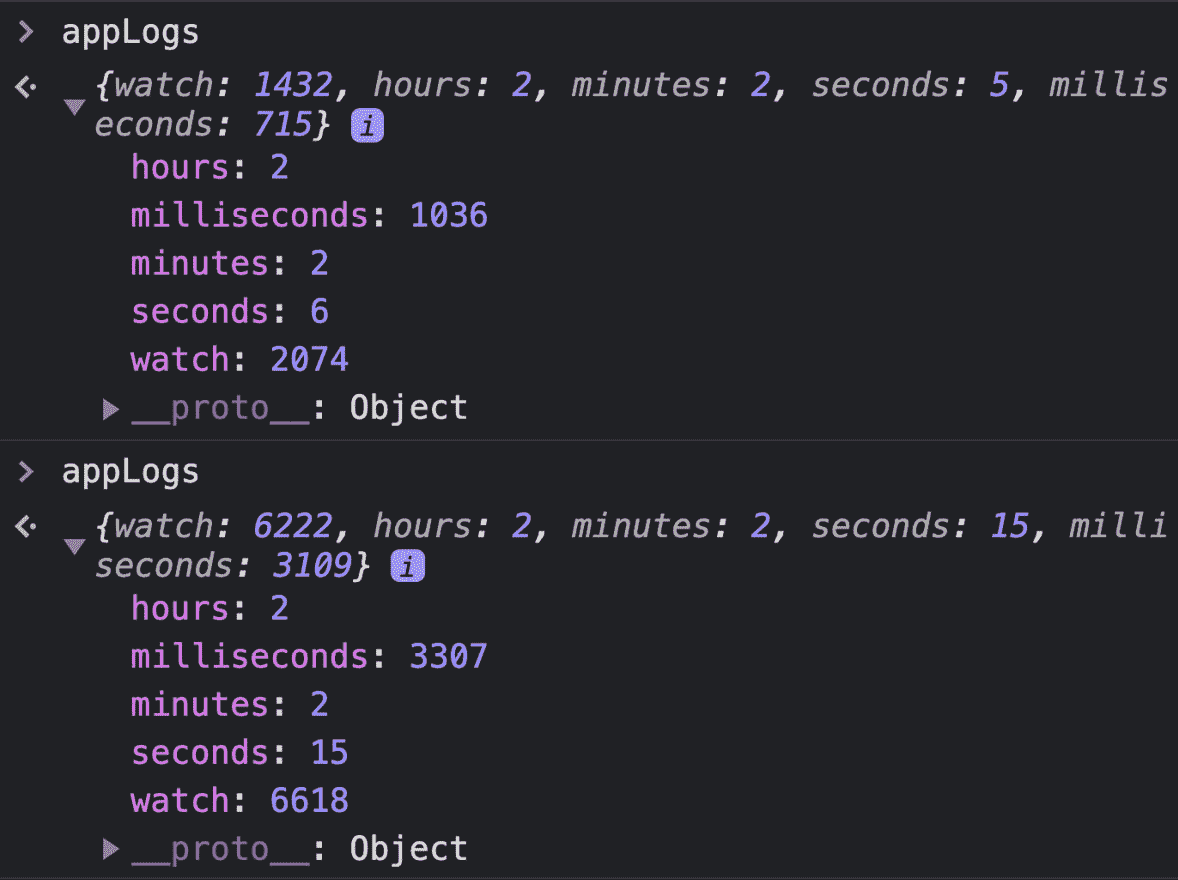 > appLogs
{watch: 1432, hours: 2, minutes: 2, seconds: 5, millis
econds: 715} i
hours: 2
milliseconds: 1036
minutes: 2
seconds: 6
watch: 2074
__proto__: Object
> appLogs
{watch: 6222, hours: 2, minutes: 2, seconds: 15, milli
seconds: 3109} i
hours: 2
milliseconds: 3307
minutes: 2
seconds: 15
watch: 6618
__proto__: Object